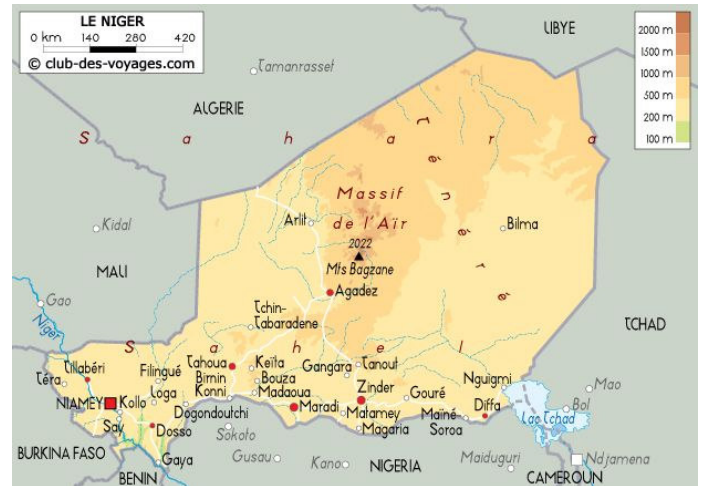 LE NIGER
0 km 140 280 420
© club-des-voyages.com
LIBYE
2000 m
1500 m
1000 m
500 m
200 m
100 m
Tamanrasset
ALGERIE
Sahara
Ténéré
Massif
de l'Aïr
2022
Mts Bagzane
Arlit
Bilma
Kidal
MALI
Agadez
Gao
Niger
Tchin-
Tabaradene
TCHAD
Sahel
Tillabéri
Téra
Filingué
Tahoua
Keïta
Tanout
Gangara
Birnin
Konni
Bouza
Madaoua
Loga
Zinder
Gouré
Nguigmi
NIAMEY
Kollo
Dogondoutchi
Maradi
Matamey
Maïné
Soroa
Diffa
Mao
Bol
Lac Tchad
Say
Dosso
Sokoto
Magaria
BURKINA FASO
Gaya
Gusau
Kano
NIGERIA
Maiduguri
Ndjamena
BENIN
CAMEROUN